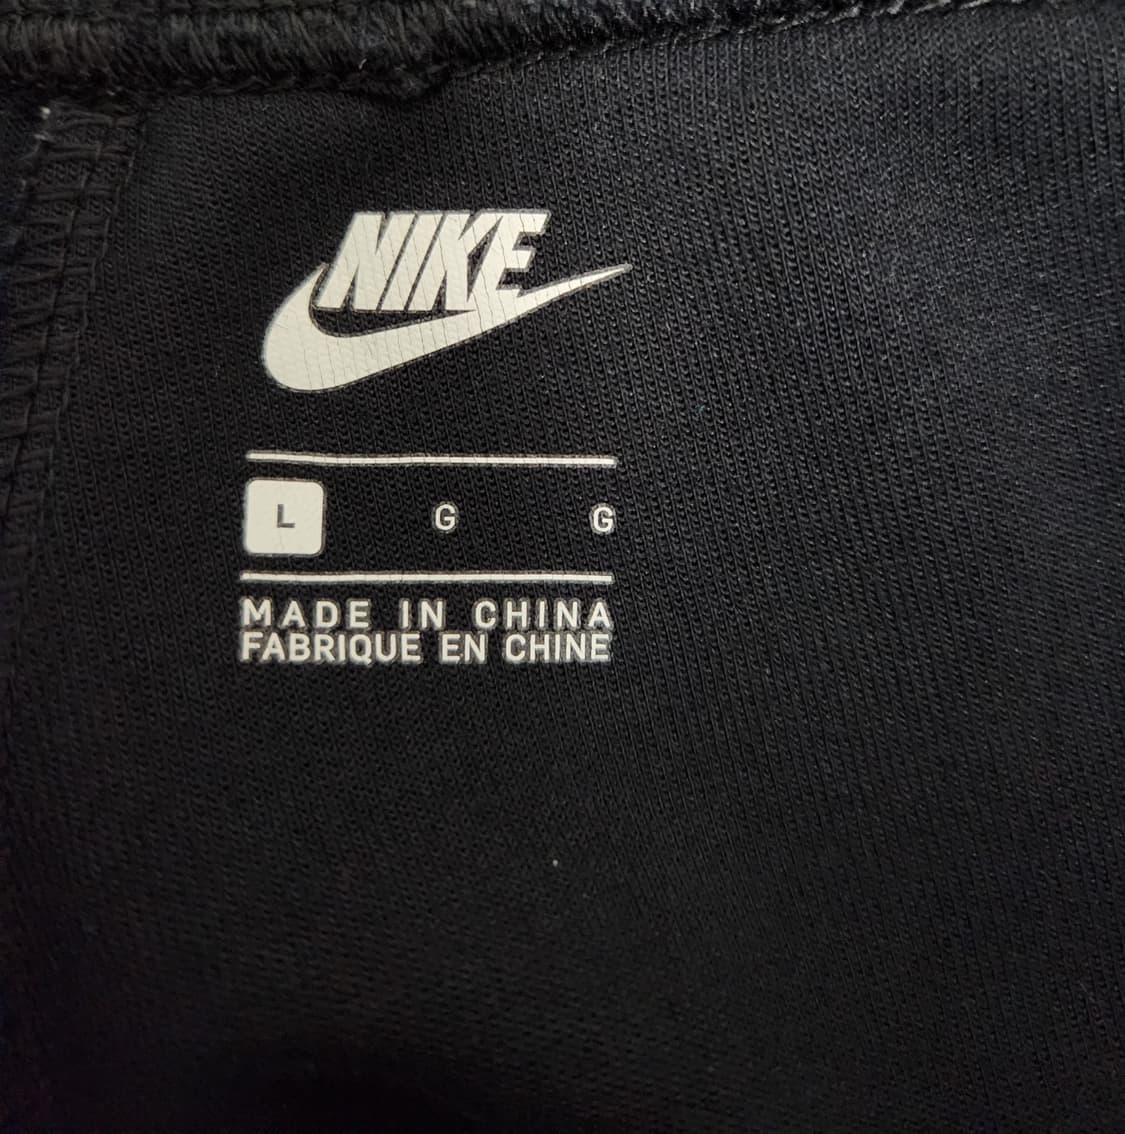 NIKE
L G G
MADE IN CHINA
FABRIQUE EN CHINE